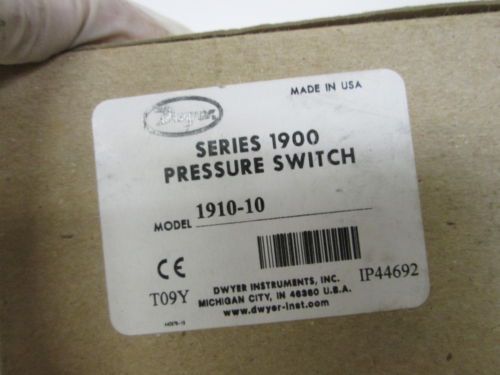 MADE IN USA
Dwyer
SERIES 1900
PRESSURE SWITCH
MODEL 1910-10
CE
T09Y
DWYER INSTRUMENTS, INC.
MICHIGAN CITY, IN 46360 U.S.A.
www.dwyer-inst.com
IP44692